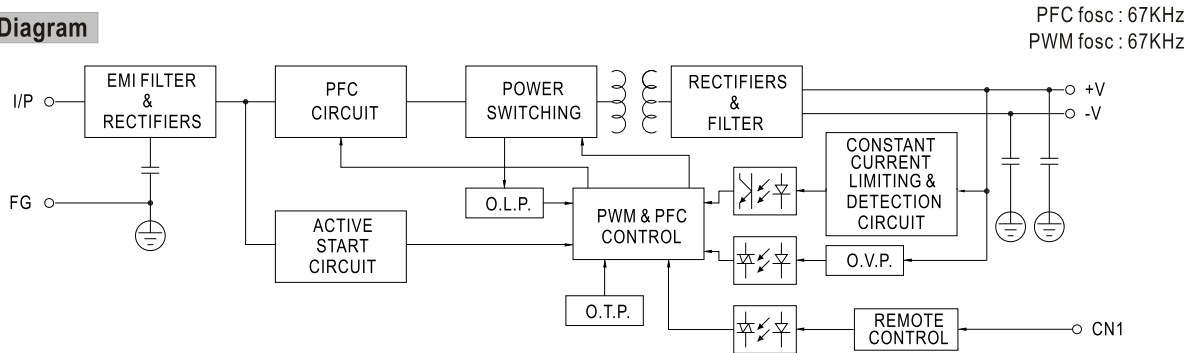 Diagram
PFC fosc : 67KHz
PWM fosc : 67KHz
I/P
EMI FILTER
&
RECTIFIERS
PFC
CIRCUIT
POWER
SWITCHING
RECTIFIERS
&
FILTER
+V
-V
FG
ACTIVE
START
CIRCUIT
O.L.P.
PWM & PFC
CONTROL
O.T.P.
CONSTANT
CURRENT
LIMITING &
DETECTION
CIRCUIT
O.V.P.
REMOTE
CONTROL
CN1